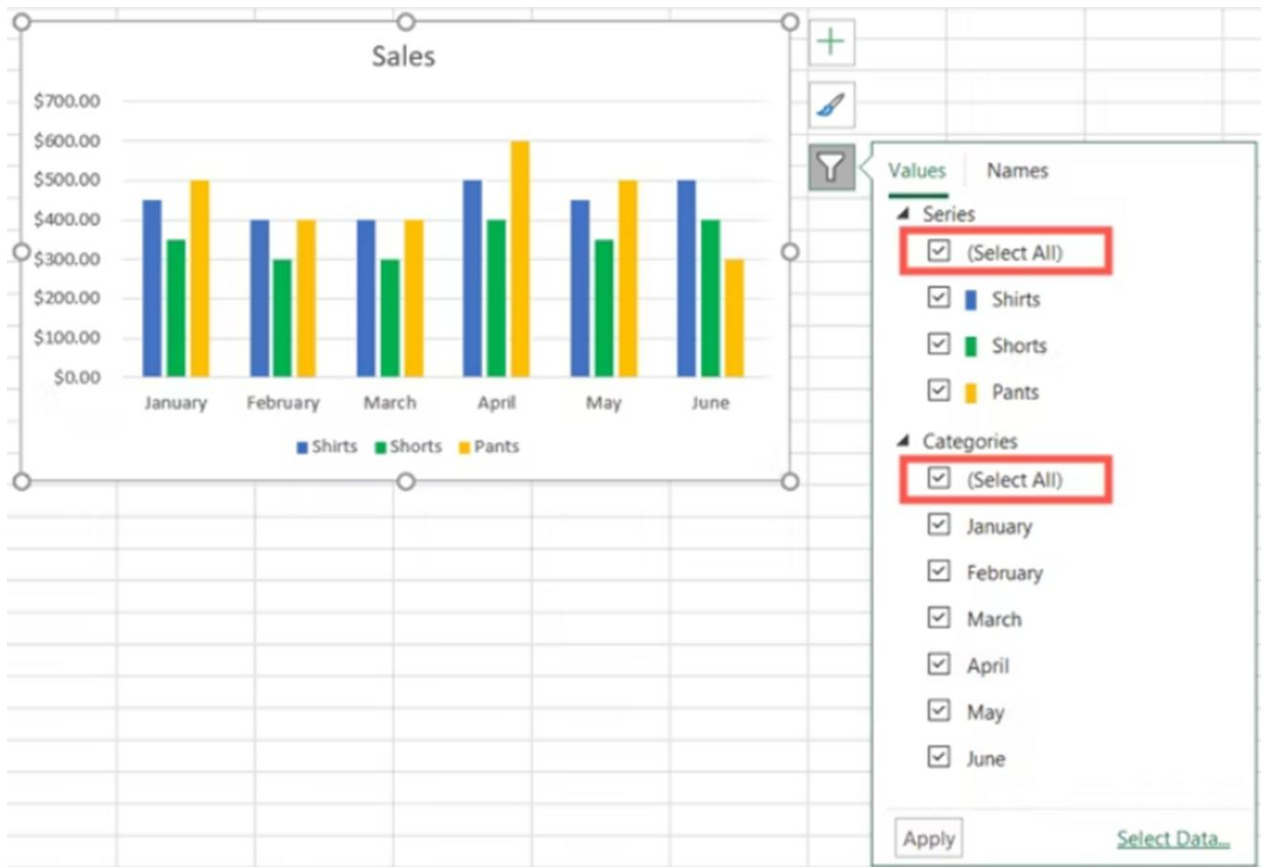 Sales
$700.00
$600.00
$500.00
$400.00
$300.00
$200.00
$100.00
$0.00
January February March April May June
Shirts Shorts Pants
Values Names
Series
(Select All)
Shirts
Shorts
Pants
Categories
(Select All)
January
February
March
April
May
June
Apply Select Data...